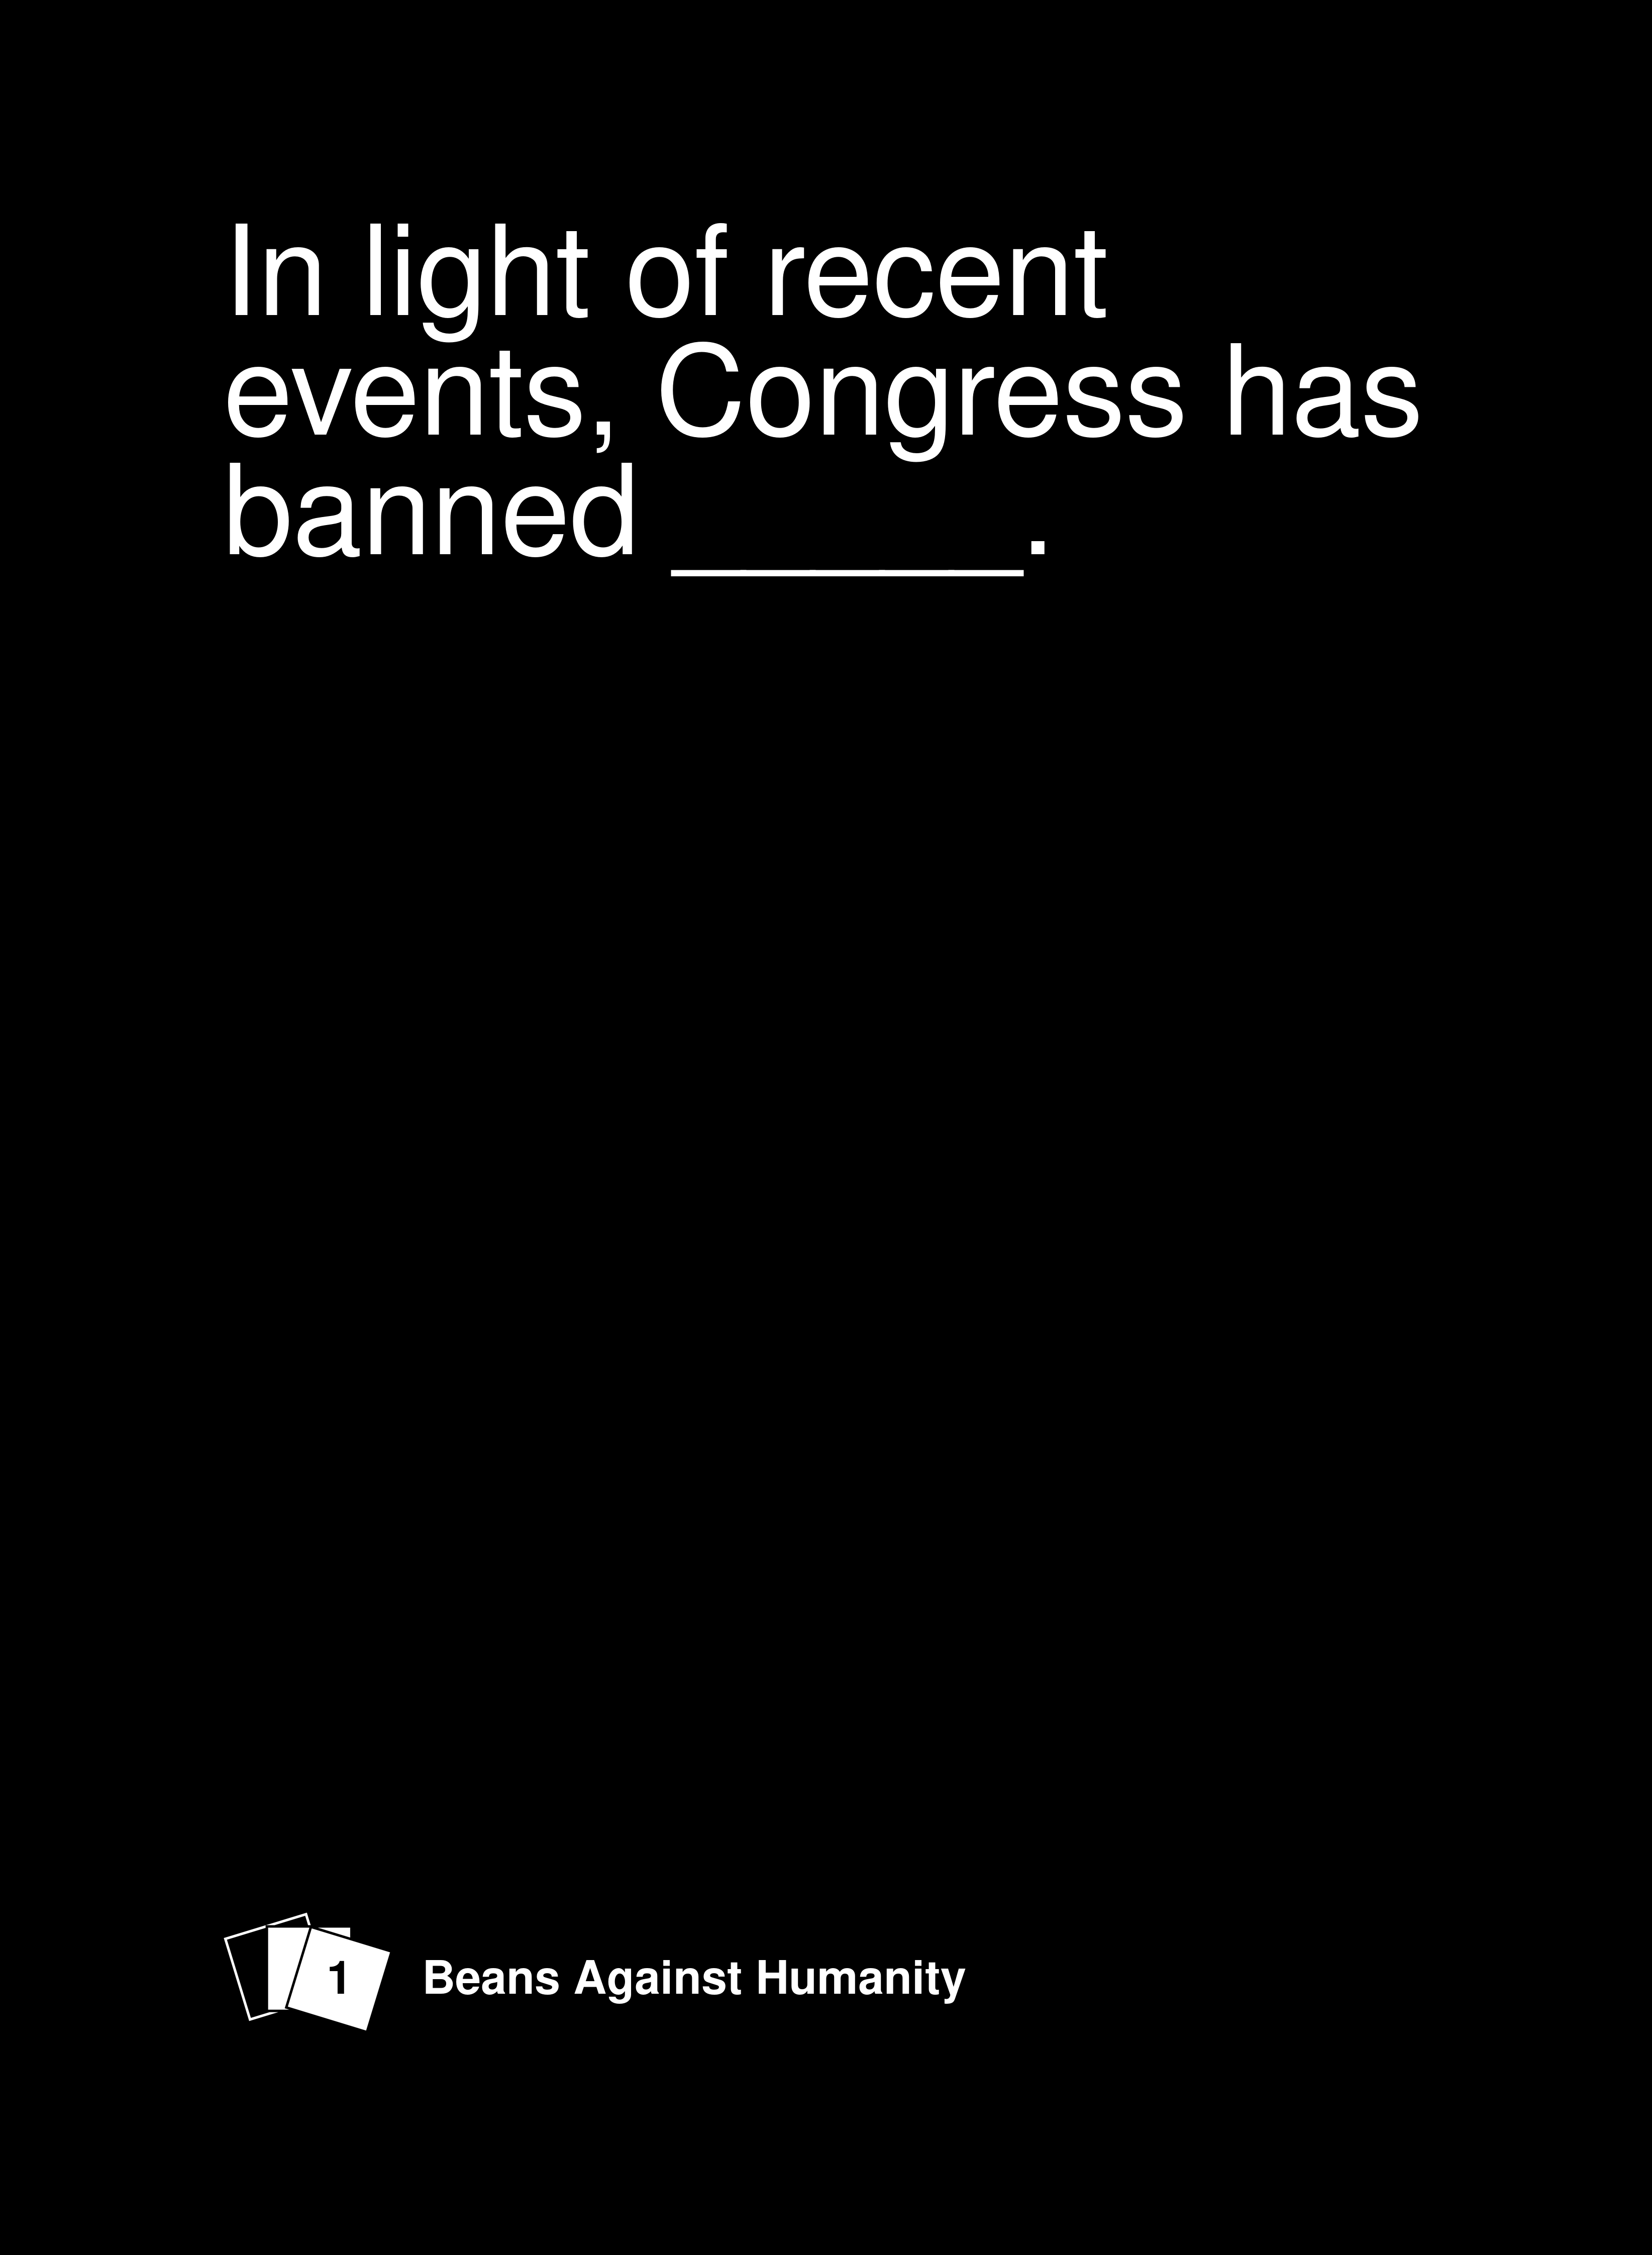 In light of recent
events, Congress has
banned ______.
1
Beans Against Humanity